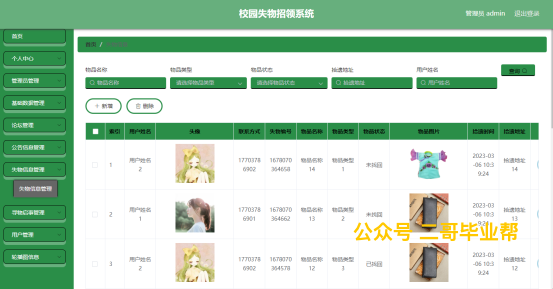 校园失物招领系统
管理员 admin 退出登录
首页
个人中心
管理员管理
基础数据管理
论坛管理
公告信息管理
失物信息管理
失物信息管理
寻物启事管理
用户管理
轮播图信息
首页 /
物品名称 物品类型 物品状态 拾遗地址 用户姓名
物品名称 请选择物品类型 请选择物品状态 拾遗地址 用户姓名 查询
+ 新增 删除
索引 用户姓名 头像 联系方式 失物编号 物品名称 物品类型 物品状态 物品图片 拾遗时间 拾遗地址
1 用户姓名2 17703786902 1678070364658 物品名称14 物品类型1 未找回 2023-03-06 10:39:24 拾遗地址14
2 用户姓名2 17703786901 1678070364662 物品名称13 物品类型2 未找回 2023-03-06 10:39:24 拾遗地址13
3 用户姓名2 17703786901 1678070364578 物品名称12 物品类型3 已找回 2023-03-06 10:39:24 拾遗地址12
公众号 二哥毕业帮